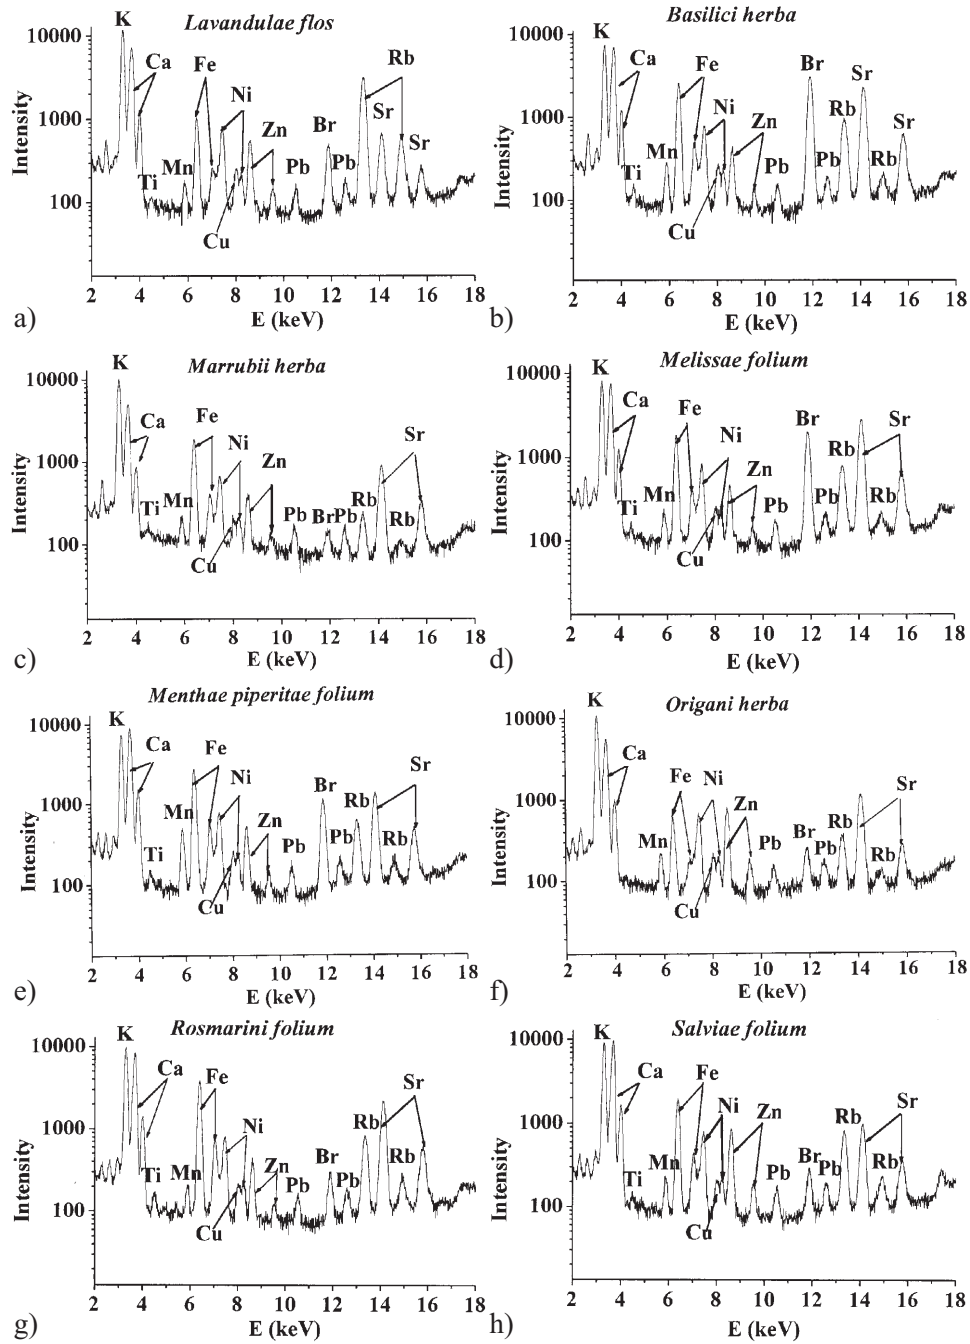 Lavandulae flos
K
Ca
Fe
Ni
Zn
Rb
Mn
Ti
Cu
Pb
Br
Pb
Sr
Sr
10000
1000
100
Intensity
2 4 6 8 10 12 14 16 18
E (keV)
a)
Basilici herba
K
Ca
Fe
Ni
Zn
Br
Sr
Rb
Mn
Ti
Cu
Pb
Pb
Rb
10000
1000
100
Intensity
2 4 6 8 10 12 14 16 18
E (keV)
b)
Marrubii herba
K
Ca
Fe
Ni
Zn
Sr
Ti
Mn
Cu
Pb
Br
Pb
Rb
Rb
10000
1000
100
Intensity
2 4 6 8 10 12 14 16 18
E (keV)
c)
Melissae folium
K
Ca
Fe
Ni
Zn
Br
Sr
Rb
Ti
Mn
Cu
Pb
Pb
Rb
10000
1000
100
Intensity
2 4 6 8 10 12 14 16 18
E (keV)
d)
Menthae piperitae folium
K
Ca
Fe
Ni
Zn
Br
Rb
Sr
Mn
Ti
Cu
Pb
Pb
Rb
10000
1000
100
Intensity
2 4 6 8 10 12 14 16 18
E (keV)
e)
Origani herba
K
Ca
Fe
Ni
Zn
Sr
Mn
Cu
Pb
Br
Pb
Rb
Rb
10000
1000
100
Intensity
2 4 6 8 10 12 14 16 18
E (keV)
f)
Rosmarini folium
K
Ca
Fe
Ni
Zn
Sr
Ti
Mn
Cu
Pb
Br
Pb
Rb
Rb
10000
1000
100
Intensity
2 4 6 8 10 12 14 16 18
E (keV)
g)
Salviae folium
K
Ca
Fe
Ni
Zn
Rb
Sr
Ti
Mn
Cu
Pb
Br
Pb
Rb
10000
1000
100
Intensity
2 4 6 8 10 12 14 16 18
E (keV)
h)